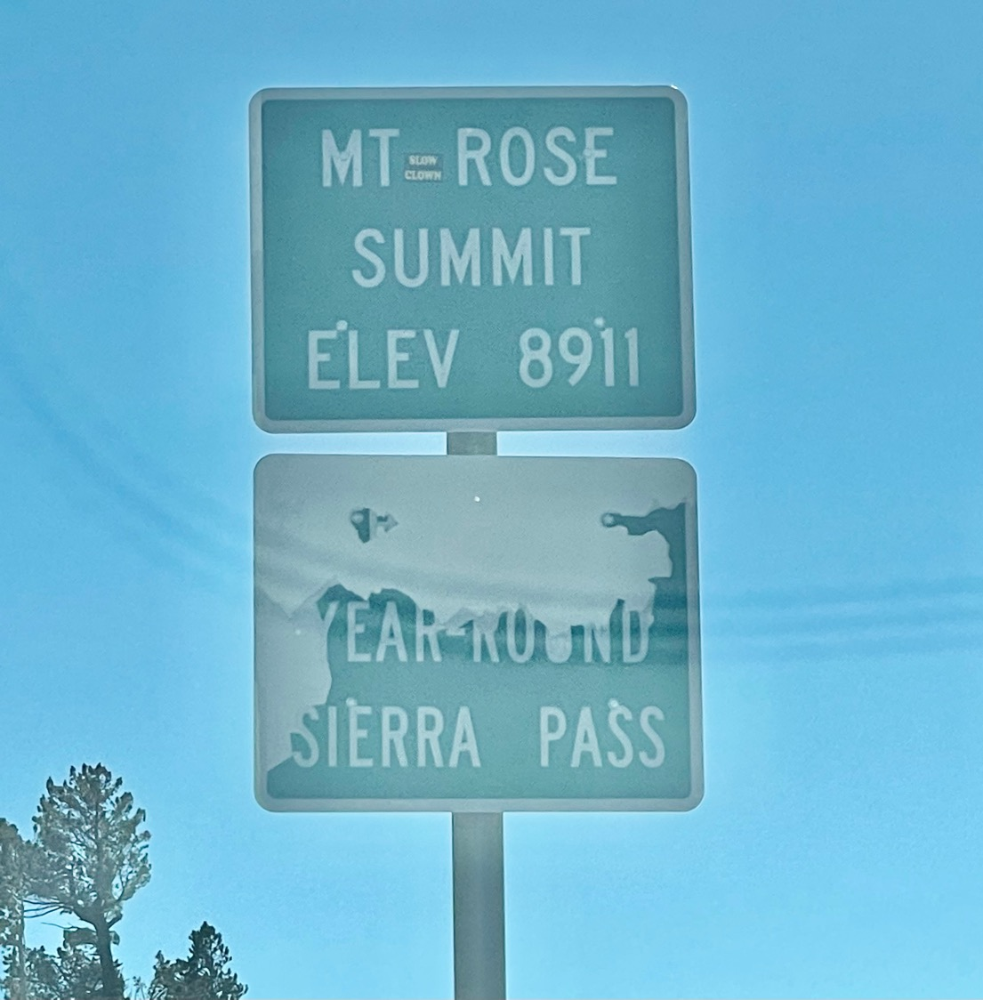 MT ROSE
SLOW
CLOWN
SUMMIT
ELEV 8911
YEAR-ROUND
SIERRA PASS